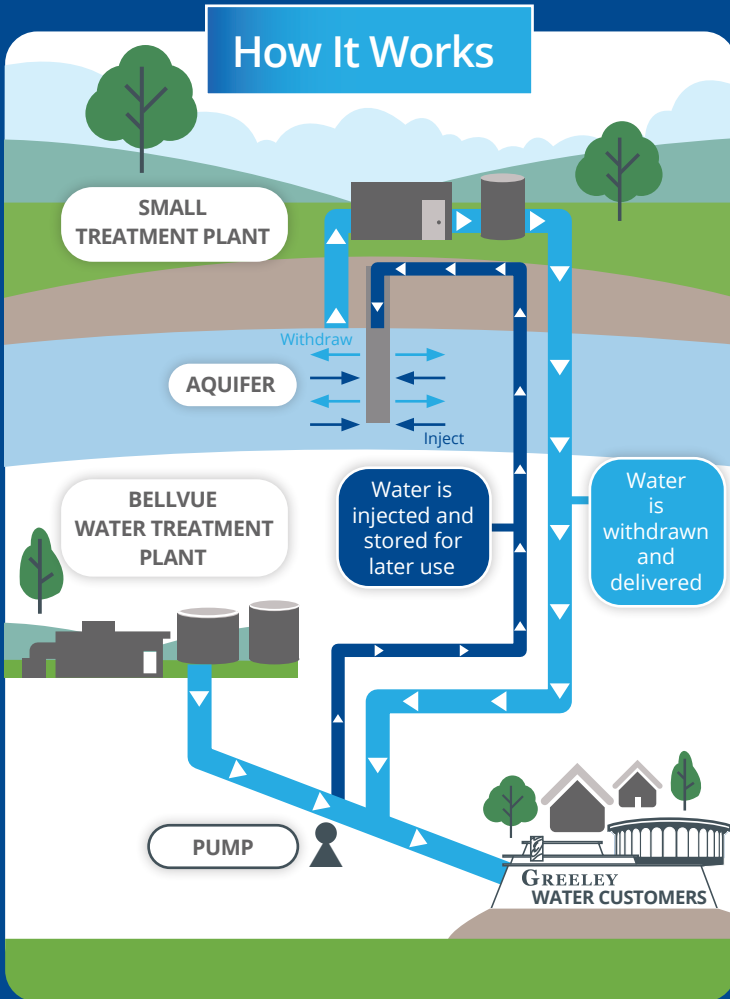 How It Works
SMALL
TREATMENT PLANT
Withdraw
AQUIFER
Inject
BELLVUE
WATER TREATMENT
PLANT
Water is
injected and
stored for
later use
Water
is
withdrawn
and
delivered
PUMP
GREELEY
WATER CUSTOMERS